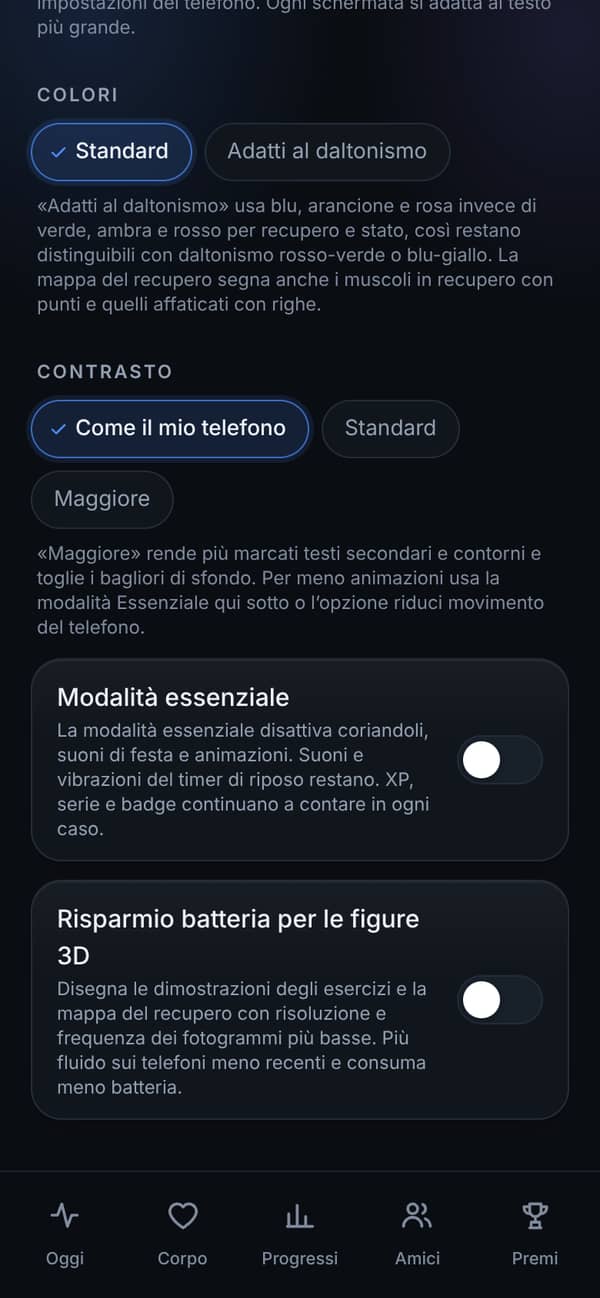 impostazioni del telefono. Ogni schermata si adatta al testo
più grande.
COLORI
Standard
Adatti al daltonismo
«Adatti al daltonismo» usa blu, arancione e rosa invece di
verde, ambra e rosso per recupero e stato, così restano
distinguibili con daltonismo rosso-verde o blu-giallo. La
mappa del recupero segna anche i muscoli in recupero con
punti e quelli affaticati con righe.
CONTRASTO
Come il mio telefono
Standard
Maggiore
«Maggiore» rende più marcati testi secondari e contorni e
toglie i bagliori di sfondo. Per meno animazioni usa la
modalità Essenziale qui sotto o l’opzione riduci movimento
del telefono.
Modalità essenziale
La modalità essenziale disattiva coriandoli,
suoni di festa e animazioni. Suoni e
vibrazioni del timer di riposo restano. XP,
serie e badge continuano a contare in ogni
caso.
Risparmio batteria per le figure
3D
Disegna le dimostrazioni degli esercizi e la
mappa del recupero con risoluzione e
frequenza dei fotogrammi più basse. Più
fluido sui telefoni meno recenti e consuma
meno batteria.
Oggi
Corpo
Progressi
Amici
Premi